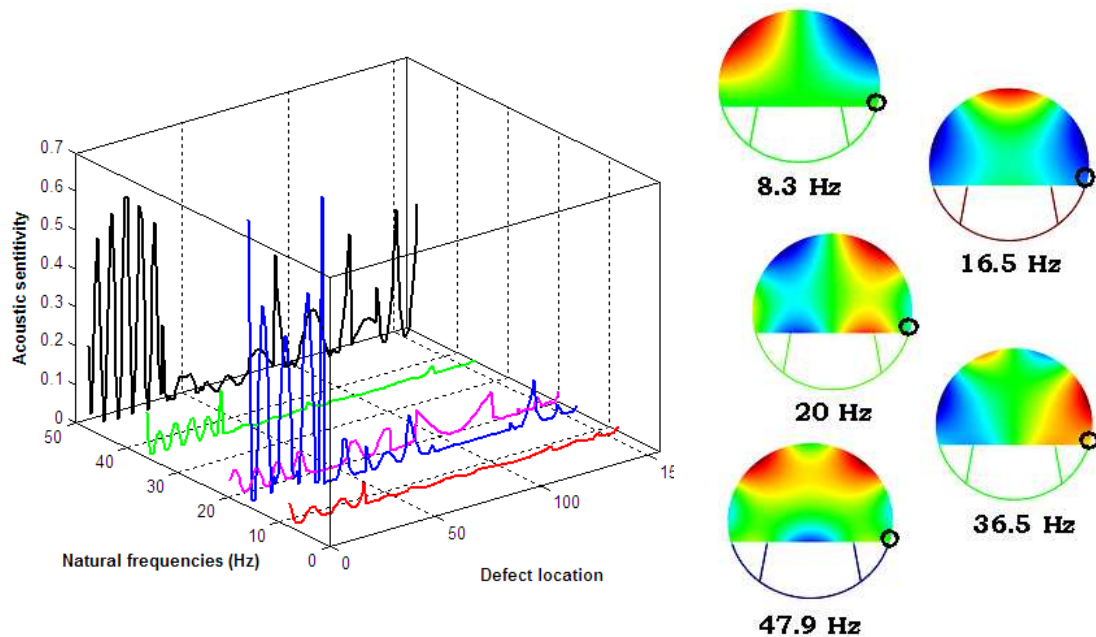 0.7
0.6
0.5
0.4
0.3
0.2
0.1
0
Acoustic sentitivity
50
40
30
20
10
0
Natural frequencies (Hz)
0
50
100
15
Defect location
8.3 Hz
16.5 Hz
20 Hz
36.5 Hz
47.9 Hz